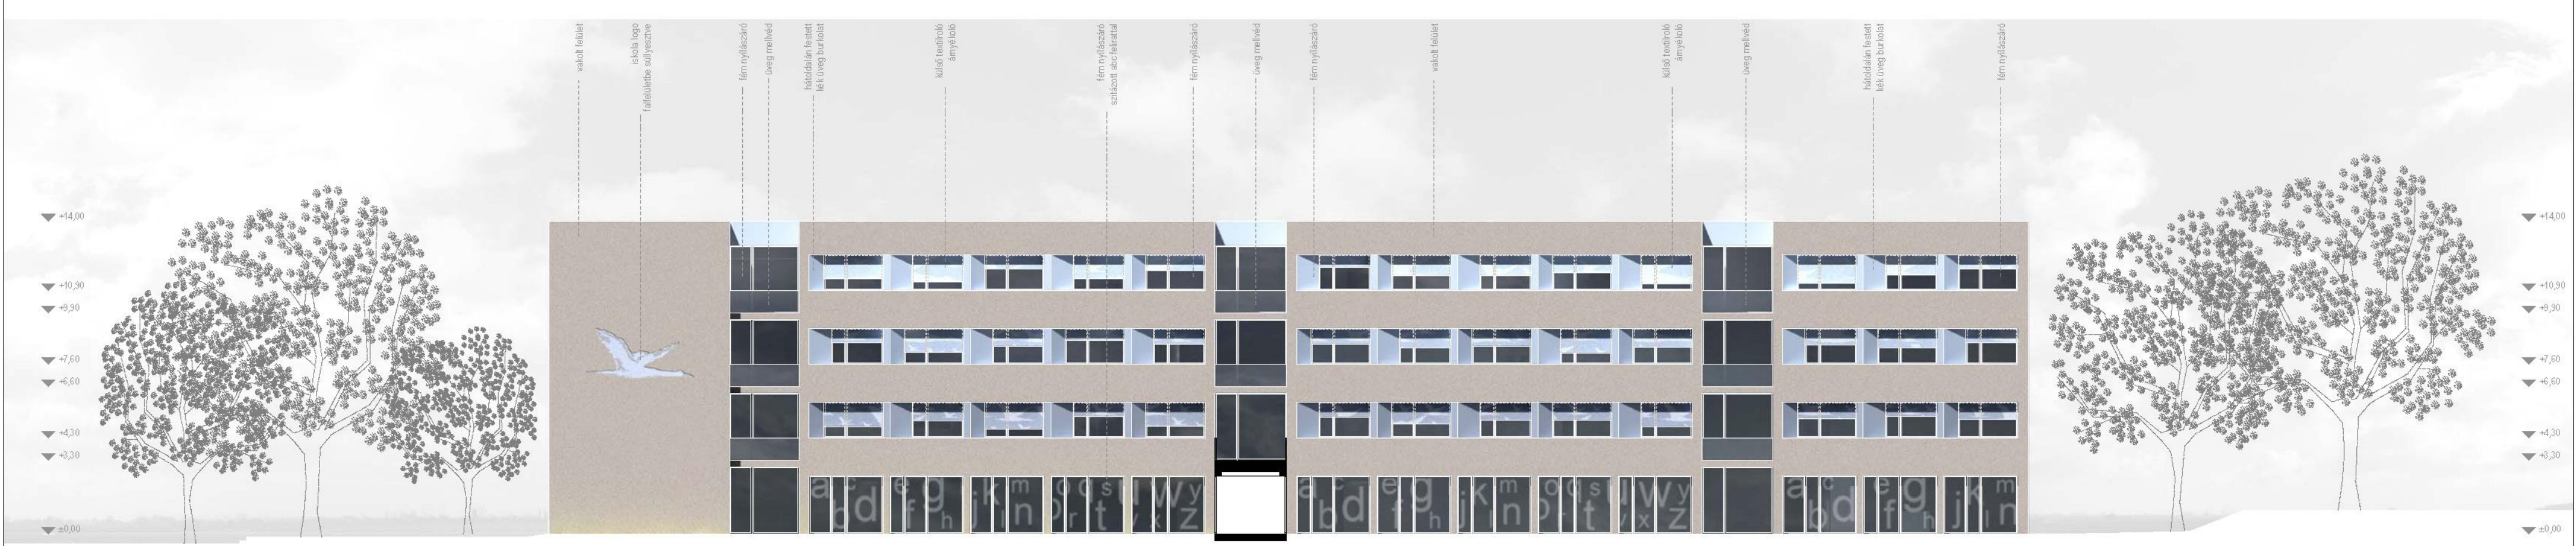 vakolt felület
iskola logo
falfelületbe süllyesztve
fém nyílászáró
üveg mellvéd
hátoldalán festett
kék üveg burkolat
külső textilroló
árnyékoló
fém nyílászáró
szitázott abc felirattal
fém nyílászáró
üveg mellvéd
fém nyílászáró
vakolt felület
külső textilroló
árnyékoló
üveg mellvéd
hátoldalán festett
kék üveg burkolat
fém nyílászáró
+14,00
+10,90
+9,90
+7,60
+6,60
+4,30
+3,30
±0,00
+14,00
+10,90
+9,90
+7,60
+6,60
+4,30
+3,30
±0,00
a b c d e f g h j k l m n o p q r s t u v w x y z
a b c d e f g h j k l m n o p q r s t u v w x y z
a b c d e f g h j k l m n